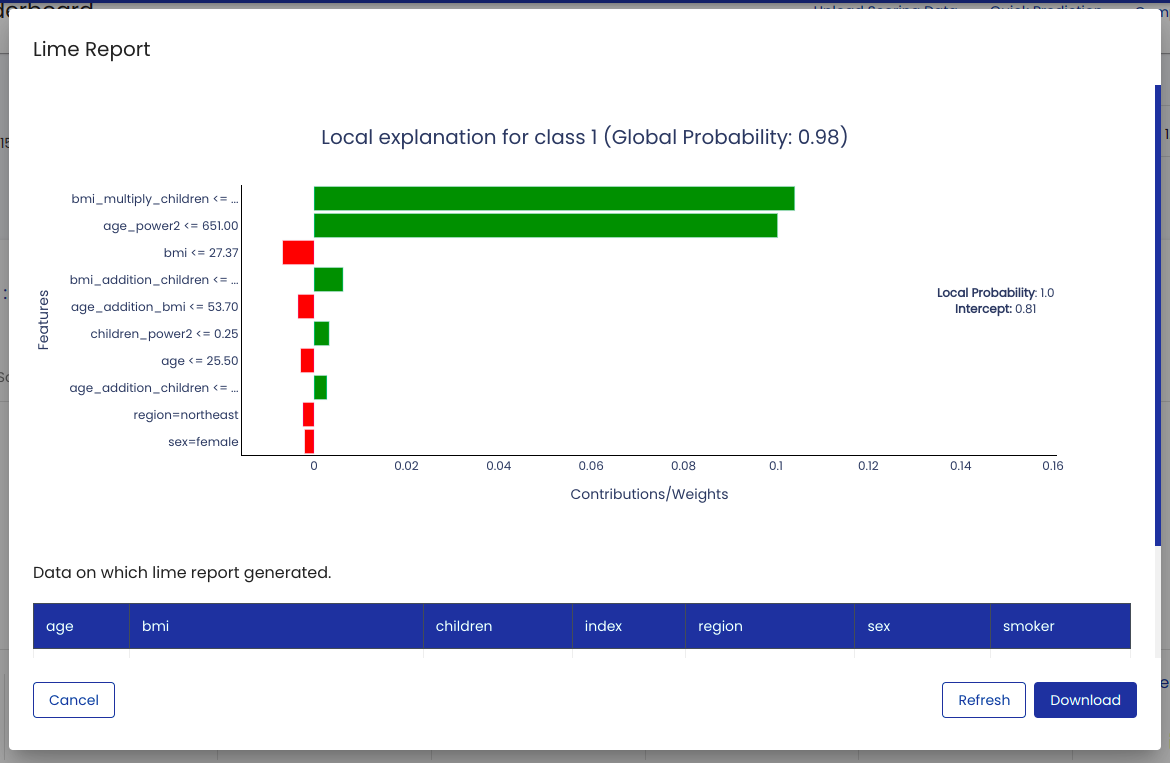 Lime Report
Local explanation for class 1 (Global Probability: 0.98)
Features
bmi_multiply_children <= ...
age_power2 <= 651.00
bmi <= 27.37
bmi_addition_children <= ...
age_addition_bmi <= 53.70
children_power2 <= 0.25
age <= 25.50
age_addition_children <= ...
region=northeast
sex=female
Local Probability: 1.0
Intercept: 0.81
0 0.02 0.04 0.06 0.08 0.1 0.12 0.14 0.16
Contributions/Weights
Data on which lime report generated.
age bmi children index region sex smoker
Cancel Refresh Download